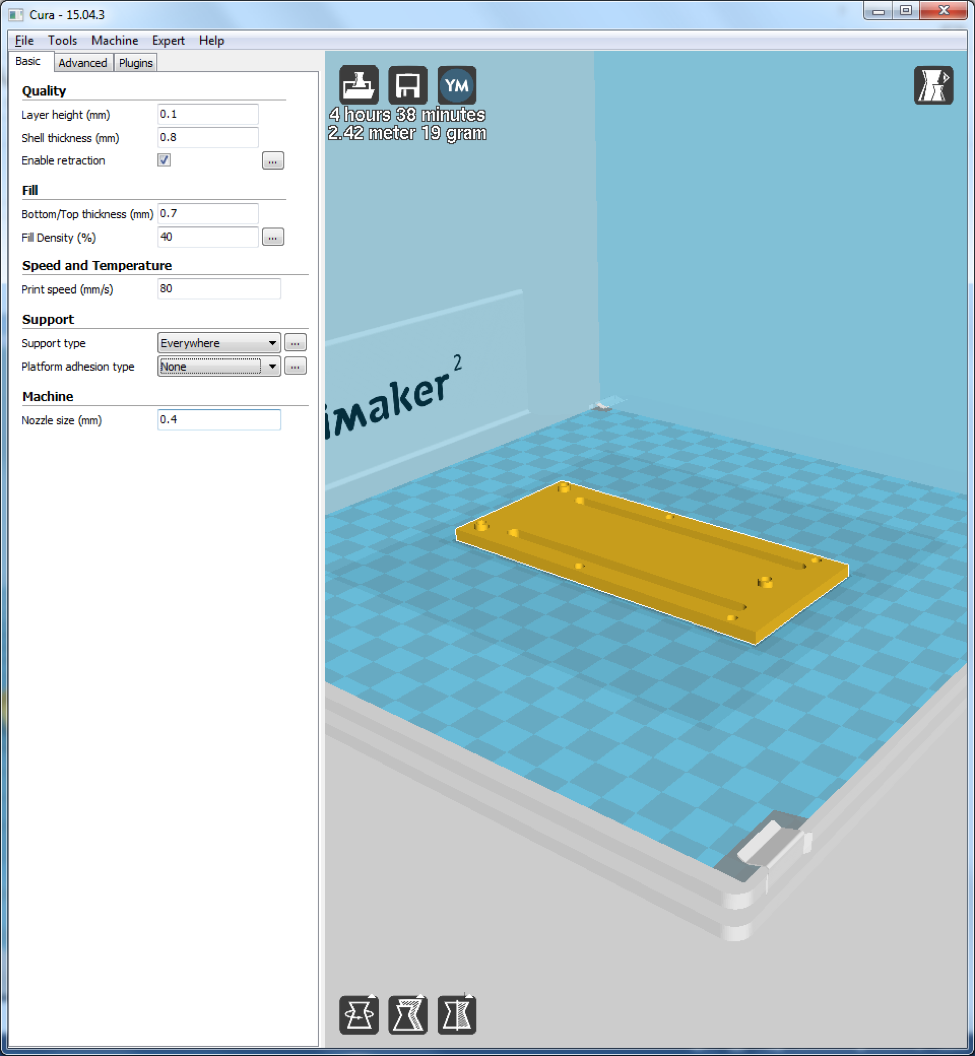 Cura - 15.04.3
File Tools Machine Expert Help
Basic Advanced Plugins
Quality
Layer height (mm) 0.1
Shell thickness (mm) 0.8
Enable retraction ...
Fill
Bottom/Top thickness (mm) 0.7
Fill Density (%) 40 ...
Speed and Temperature
Print speed (mm/s) 80
Support
Support type Everywhere ...
Platform adhesion type None ...
Machine
Nozzle size (mm) 0.4
YM
4 hours 38 minutes
2.42 meter 19 gram
imaker²